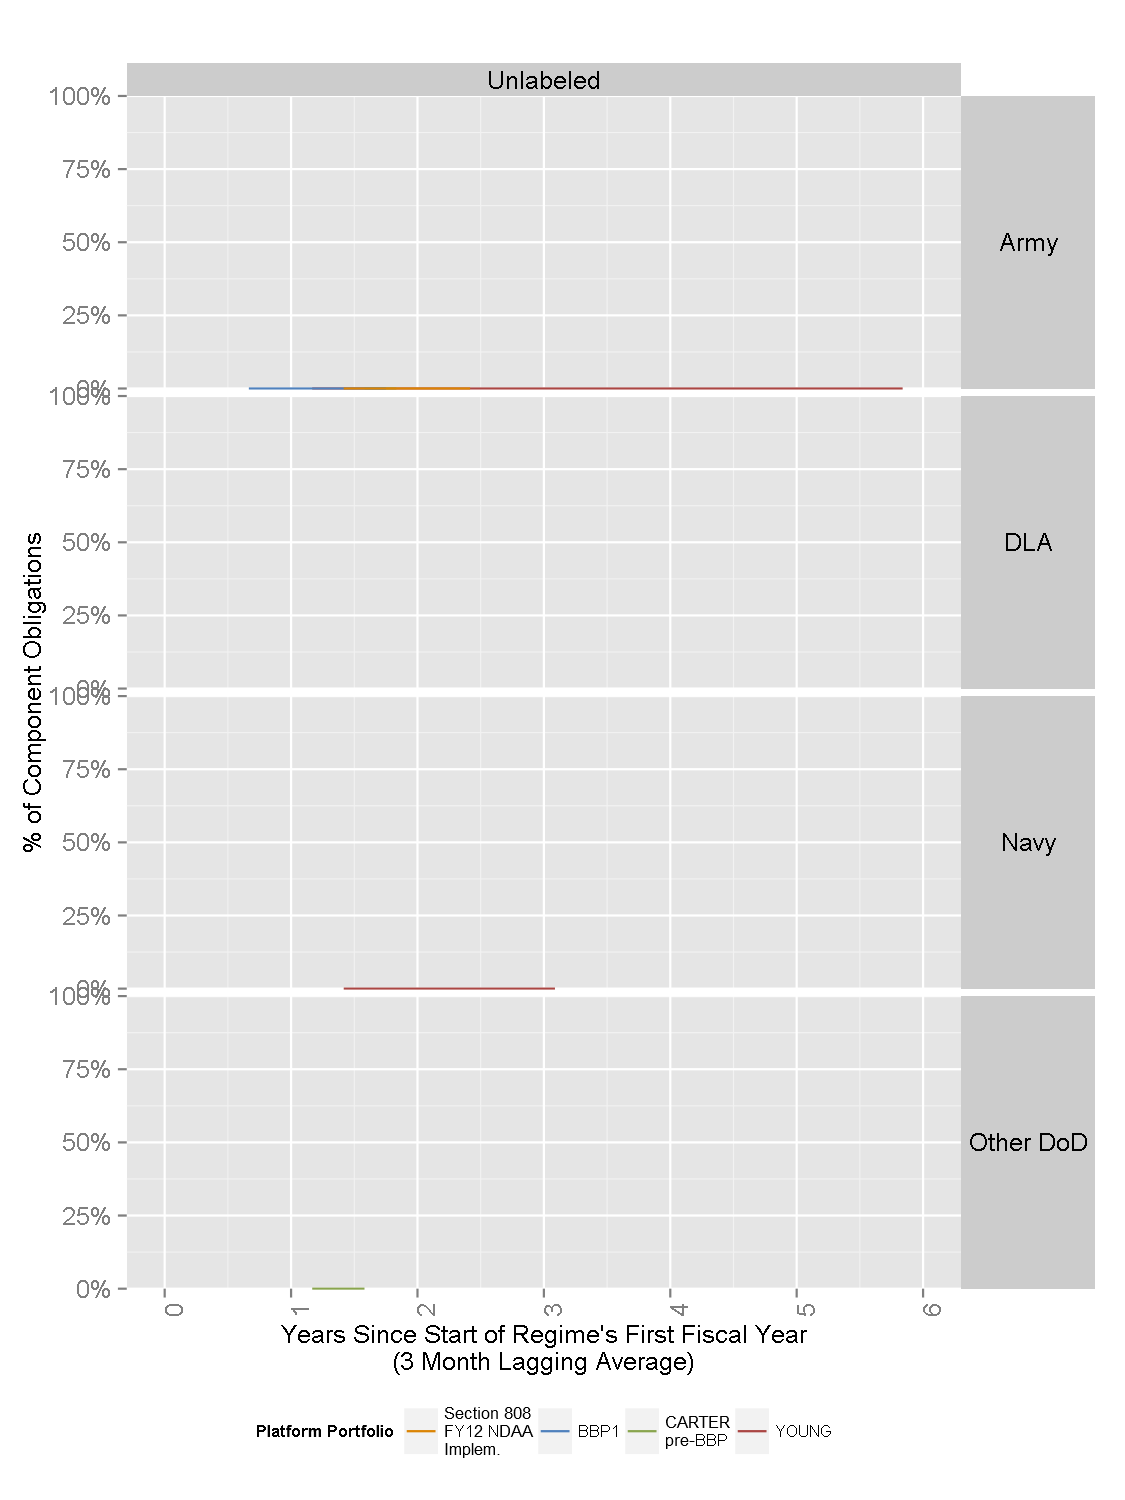 Unlabeled
100%
75%
50%
25%
0%
Army
100%
75%
50%
25%
0%
DLA
100%
75%
50%
25%
0%
Navy
100%
75%
50%
25%
0%
Other DoD
% of Component Obligations
0 1 2 3 4 5 6
Years Since Start of Regime's First Fiscal Year
(3 Month Lagging Average)
Platform Portfolio
Section 808
FY12 NDAA
Implem.
BBP1
CARTER
pre-BBP
YOUNG